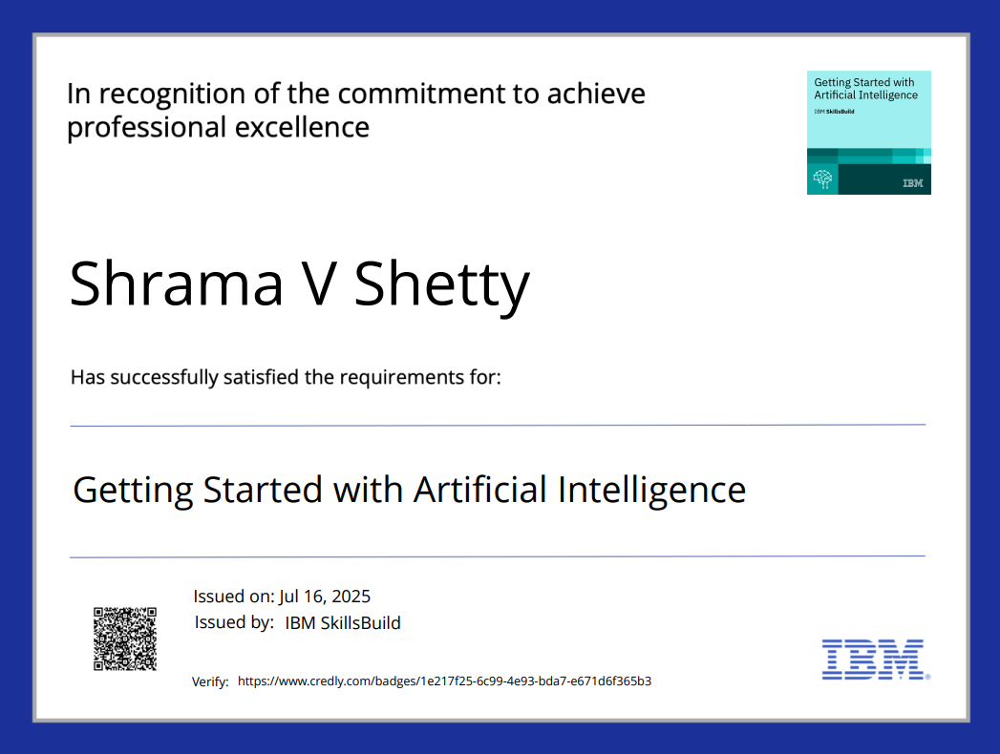 In recognition of the commitment to achieve
professional excellence
Getting Started with
Artificial Intelligence
IBM SkillsBuild
IBM
Shrama V Shetty
Has successfully satisfied the requirements for:
Getting Started with Artificial Intelligence
Issued on: Jul 16, 2025
Issued by: IBM SkillsBuild
Verify: https://www.credly.com/badges/1e217f25-6c99-4e93-bda7-e671d6f365b3
IBM®